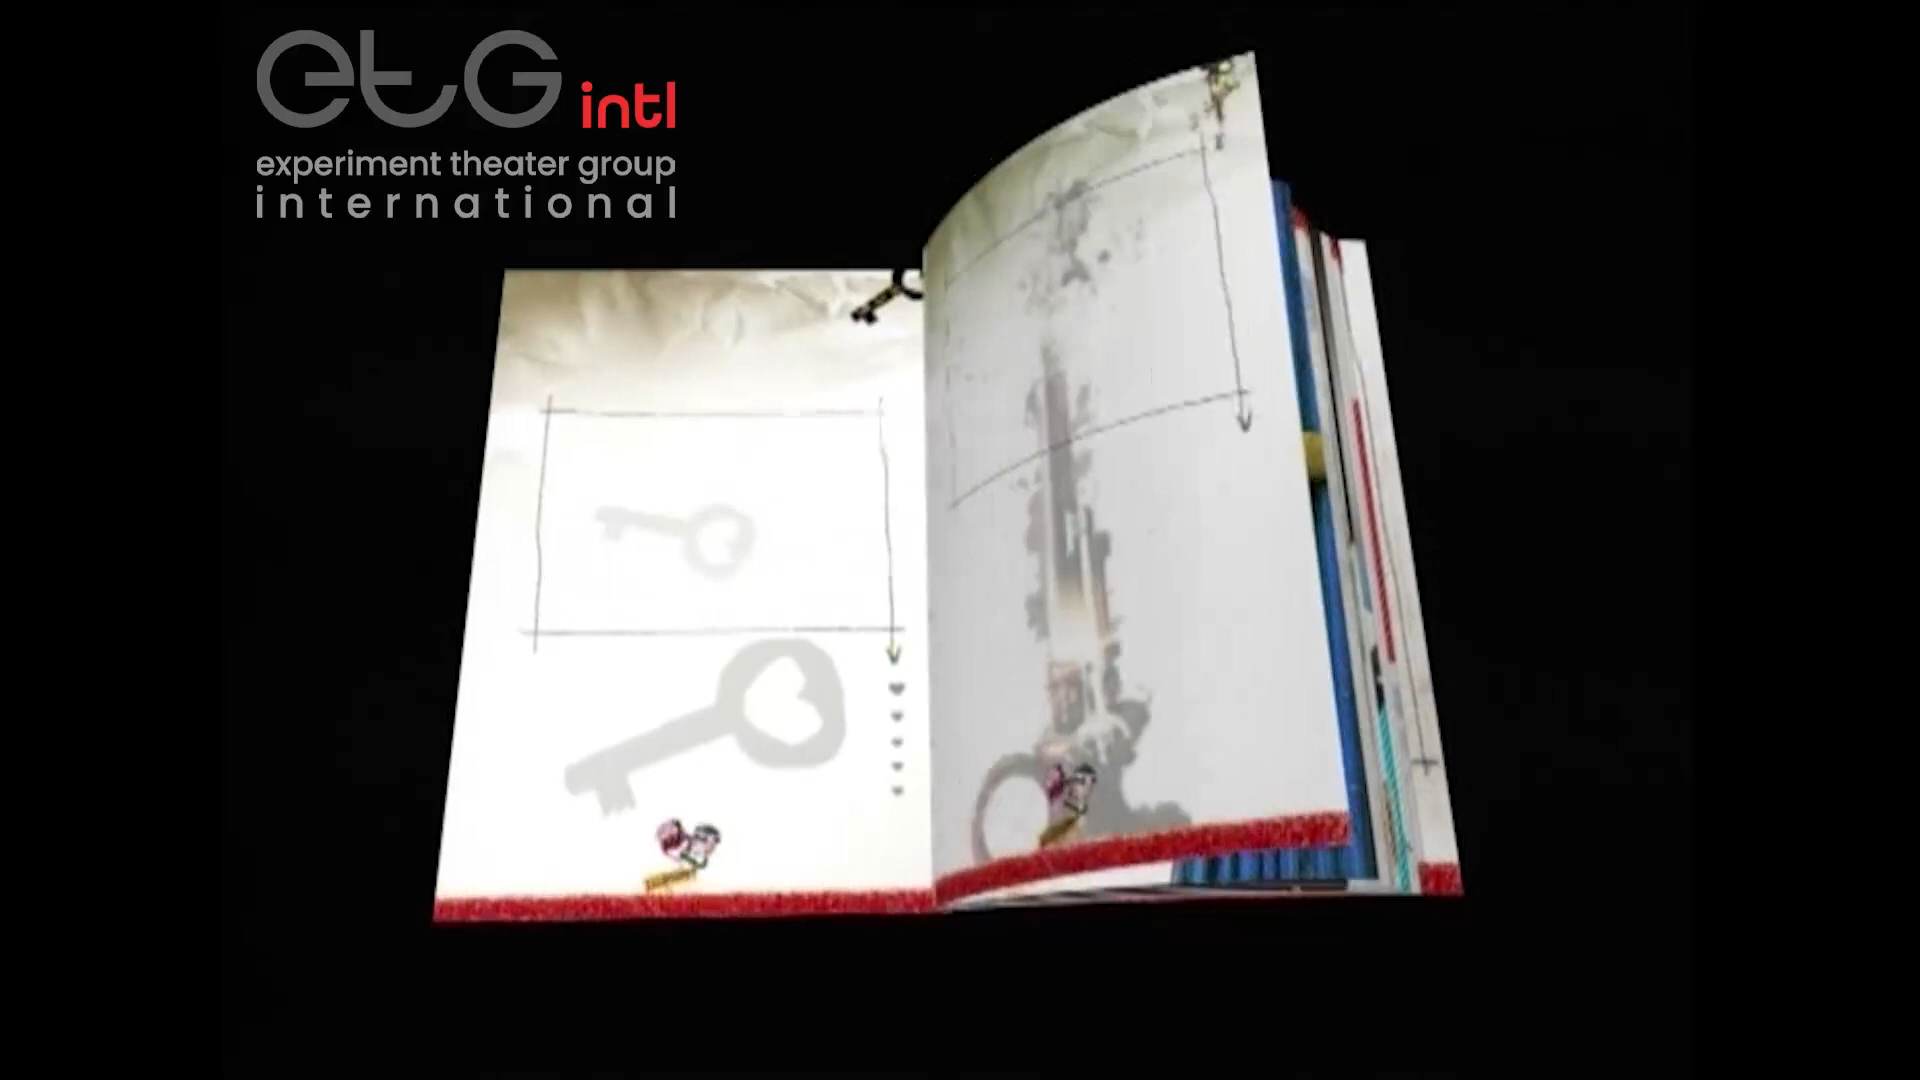 etG intl
experiment theater group
international